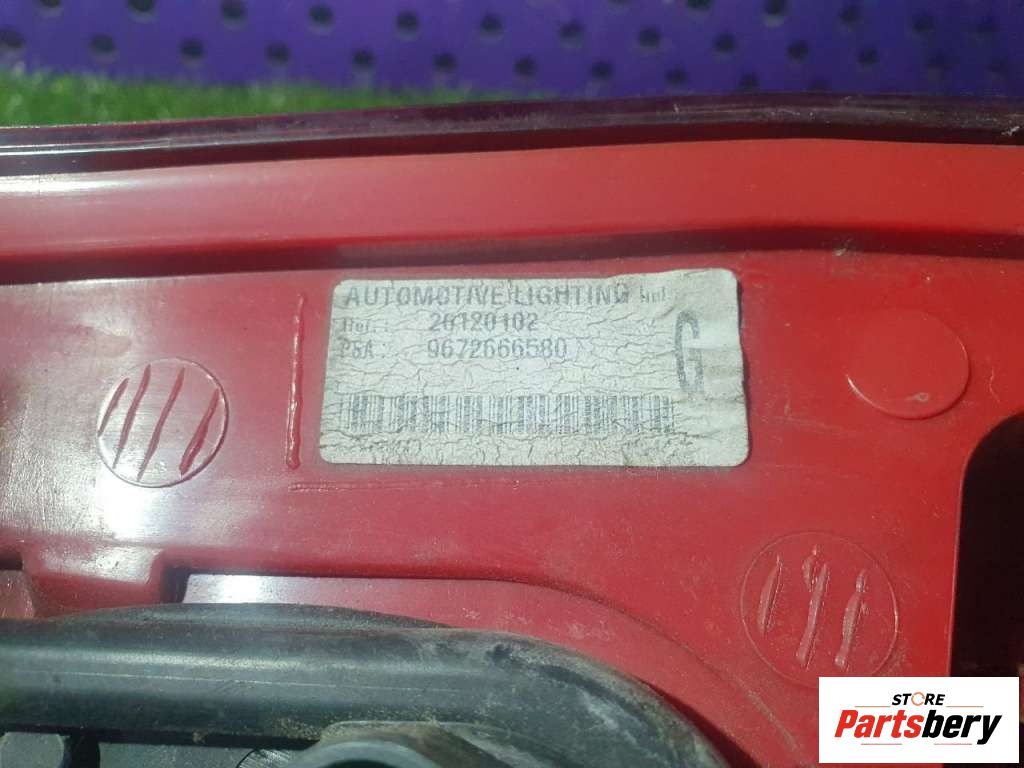 AUTOMOTIVE LIGHTING
Ref.: 20120102
PSA: 9672666580
G
STORE
Partsbery